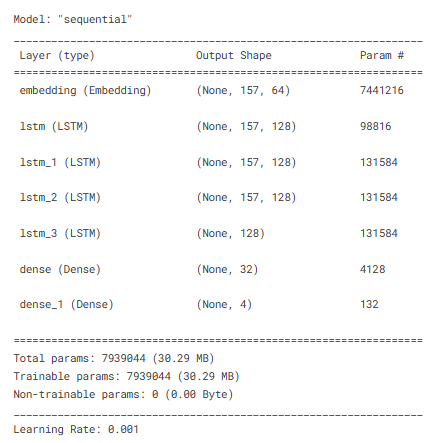 Model: "sequential"
_________________________________________________________________
Layer (type) Output Shape Param #
=================================================================
embedding (Embedding) (None, 157, 64) 7441216
lstm (LSTM) (None, 157, 128) 98816
lstm_1 (LSTM) (None, 157, 128) 131584
lstm_2 (LSTM) (None, 157, 128) 131584
lstm_3 (LSTM) (None, 128) 131584
dense (Dense) (None, 32) 4128
dense_1 (Dense) (None, 4) 132
=================================================================
Total params: 7939044 (30.29 MB)
Trainable params: 7939044 (30.29 MB)
Non-trainable params: 0 (0.00 Byte)
_________________________________________________________________
Learning Rate: 0.001